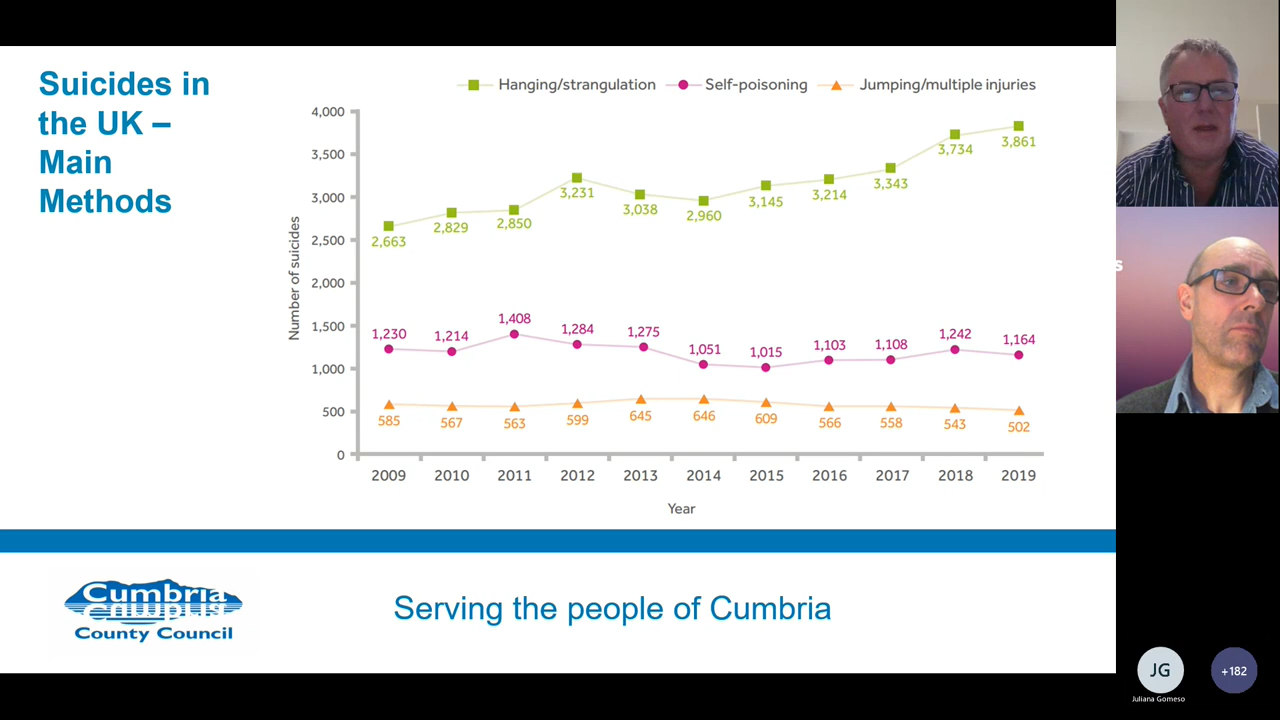 Suicides in
the UK –
Main
Methods
Hanging/strangulation
Self-poisoning
Jumping/multiple injuries
Number of suicides
4,000
3,500
3,000
2,500
2,000
1,500
1,000
500
0
2,663
2,829
2,850
3,231
3,038
2,960
3,145
3,214
3,343
3,734
3,861
1,230
1,214
1,408
1,284
1,275
1,051
1,015
1,103
1,108
1,242
1,164
585
567
563
599
645
646
609
566
558
543
502
2009 2010 2011 2012 2013 2014 2015 2016 2017 2018 2019
Year
Cumbria
County Council
Serving the people of Cumbria
s
JG
Juliana Gomeso
+182